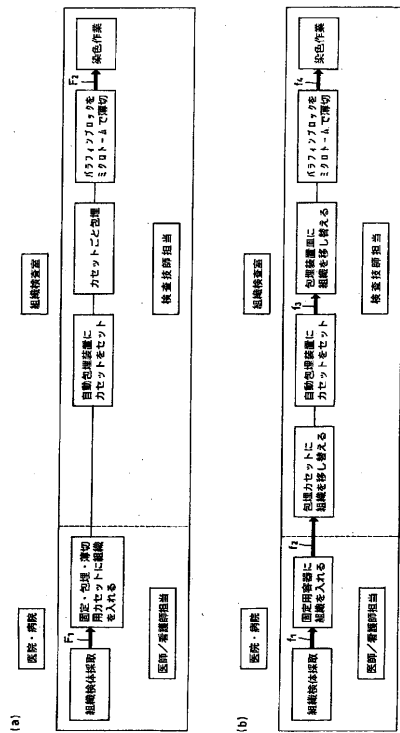 (a)
医院・病院
組織検査室
組織検体採取
F1
固定・包埋・薄切
用カセットに組織
を入れる
自動包埋装置に
カセットをセット
カセットごと包埋
パラフィンブロックを
ミクロトームで薄切
F2
染色作業
医師/看護師担当
検査技師担当
(b)
医院・病院
組織検査室
組織検体採取
f1
固定用容器に
組織を入れる
f2
包埋カセットに
組織を移し替える
自動包埋装置に
カセットをセット
f3
包埋装置皿に
組織を移し替える
パラフィンブロックを
ミクロトームで薄切
f4
染色作業
医師/看護師担当
検査技師担当